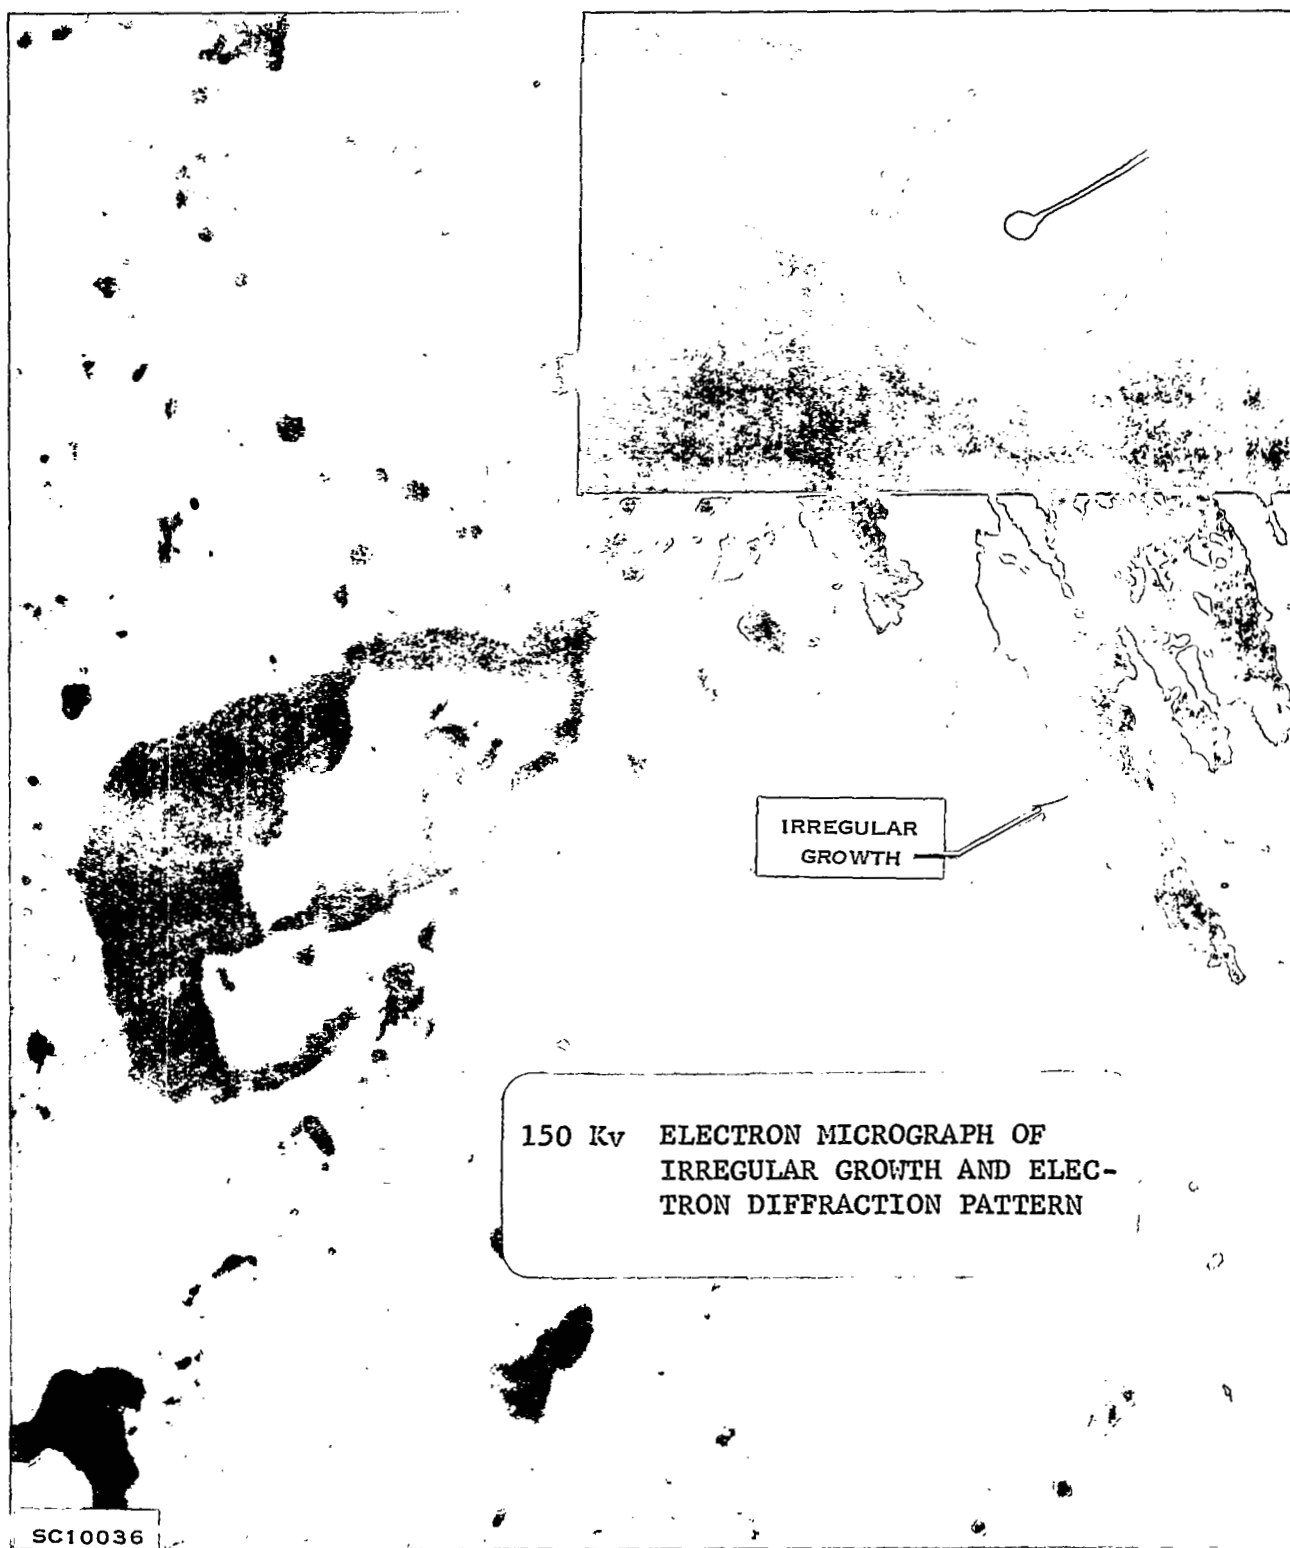 IRREGULAR
GROWTH
150 Kv ELECTRON MICROGRAPH OF
IRREGULAR GROWTH AND ELEC-
TRON DIFFRACTION PATTERN
SC10036